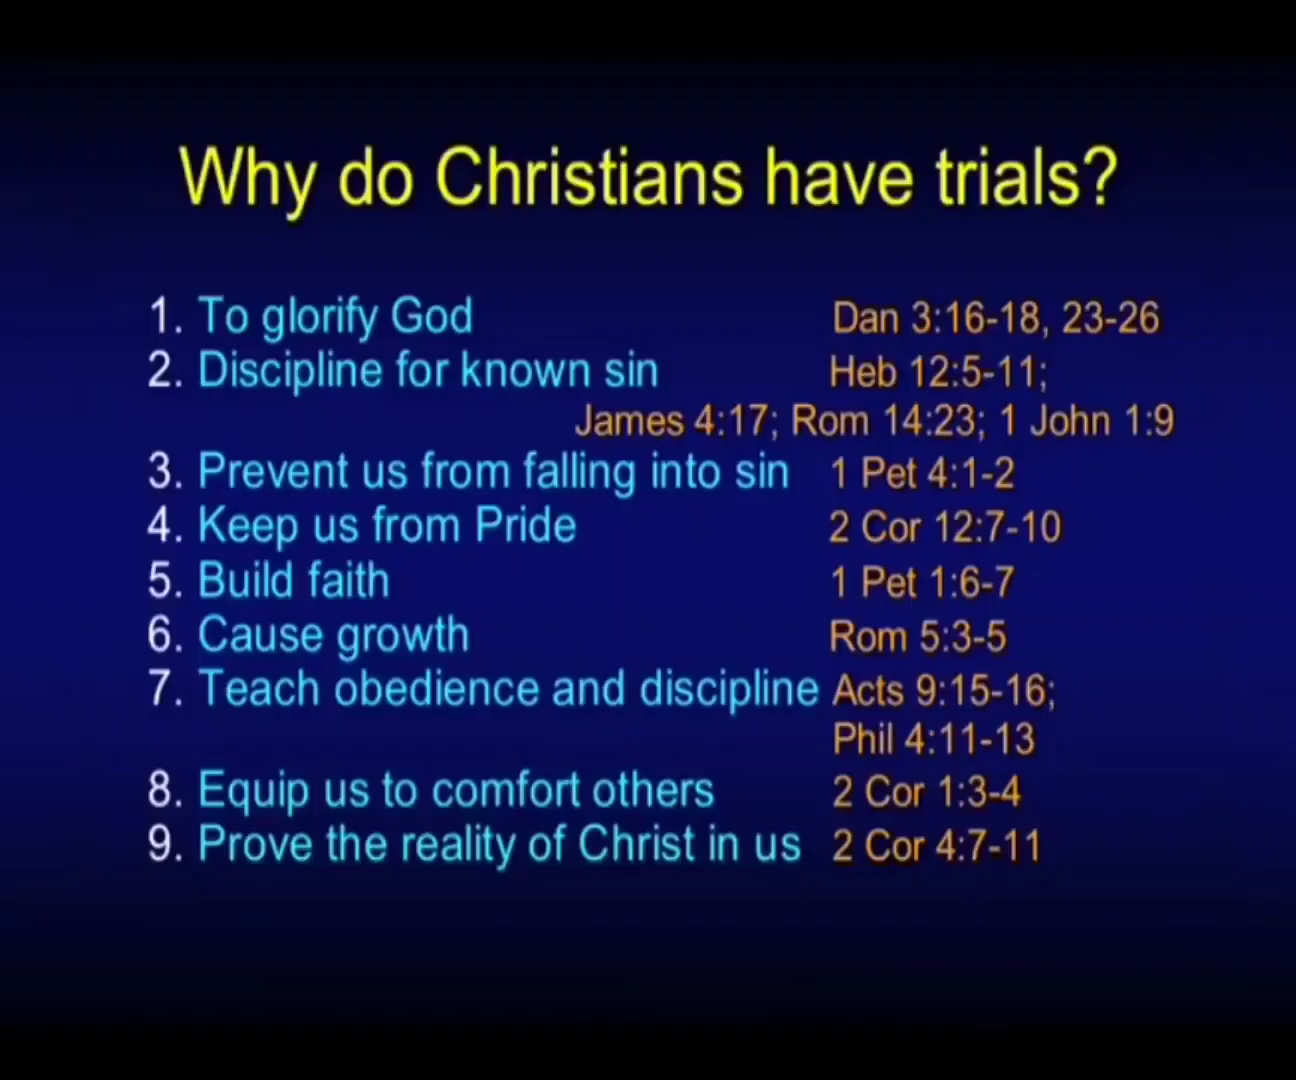 Why do Christians have trials?
1. To glorify God Dan 3:16-18, 23-26
2. Discipline for known sin Heb 12:5-11;
James 4:17; Rom 14:23; 1 John 1:9
3. Prevent us from falling into sin 1 Pet 4:1-2
4. Keep us from Pride 2 Cor 12:7-10
5. Build faith 1 Pet 1:6-7
6. Cause growth Rom 5:3-5
7. Teach obedience and discipline Acts 9:15-16;
Phil 4:11-13
8. Equip us to comfort others 2 Cor 1:3-4
9. Prove the reality of Christ in us 2 Cor 4:7-11